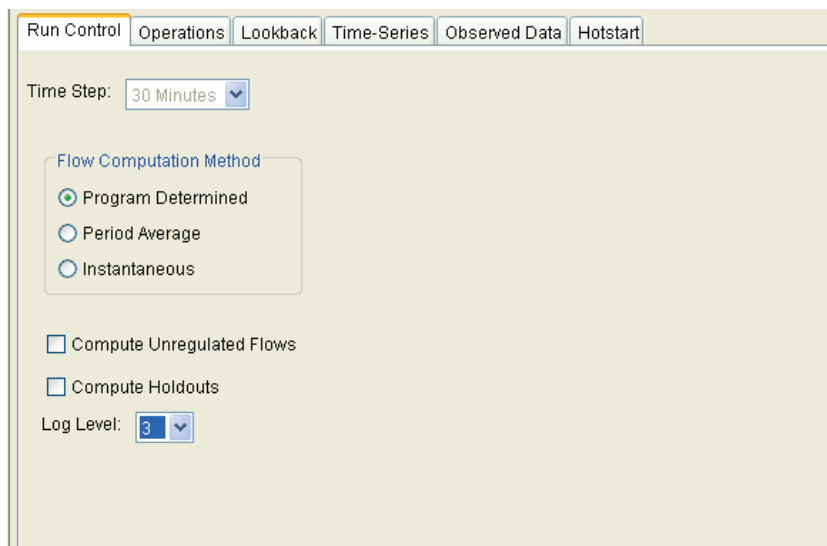 Run Control Operations Lookback Time-Series Observed Data Hotstart
Time Step: 30 Minutes
Flow Computation Method
Program Determined
Period Average
Instantaneous
Compute Unregulated Flows
Compute Holdouts
Log Level: 3